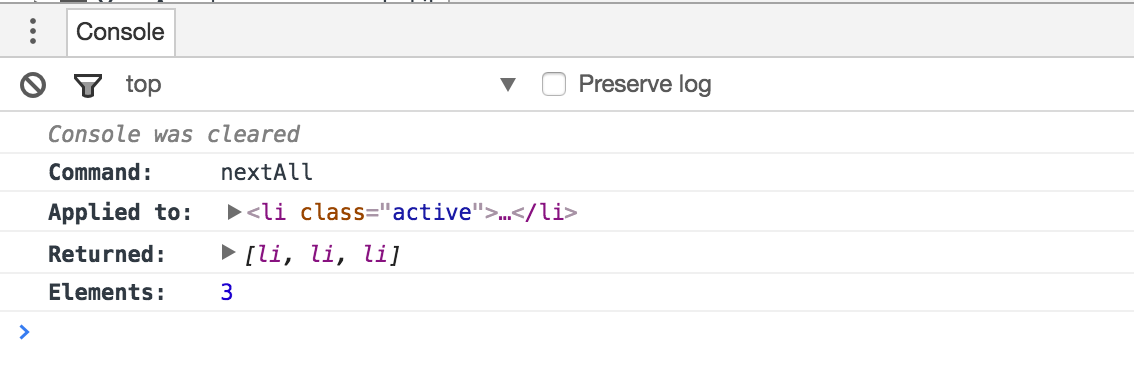 Console
top Preserve log
Console was cleared
Command: nextAll
Applied to: <li class="active">…</li>
Returned: [li, li, li]
Elements: 3